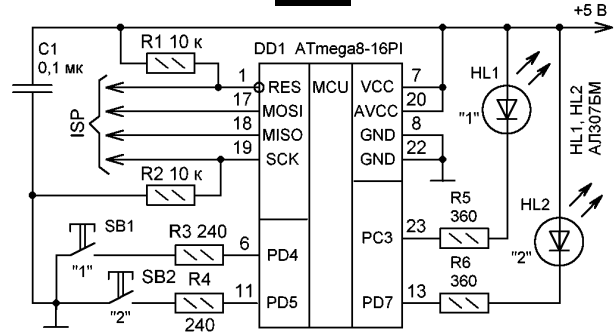 +5 В
C1
0,1 мк
R1 10 к
DD1 ATmega8-16PI
1
RES
MCU
VCC
7
HL1
17
MOSI
AVCC
20
"1"
ISP
18
MISO
GND
8
19
SCK
GND
22
HL1, HL2
АЛ307БМ
R2 10 к
R5
360
HL2
SB1
R3 240
6
PD4
PC3
23
"1"
R6
360
"2"
SB2
R4
11
PD5
PD7
13
"2"
240